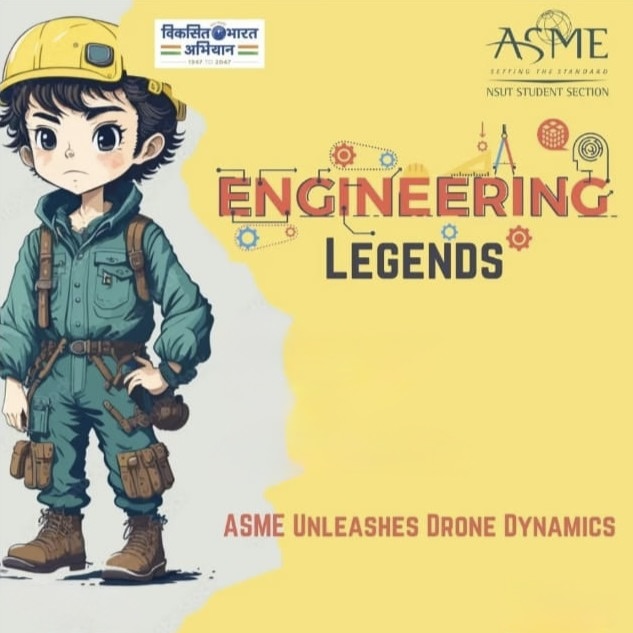 विकसित भारत
अभियान
1947 TO 2047
ASME
SETTING THE STANDARD
NSUT STUDENT SECTION
ENGINEERING
LEGENDS
ASME UNLEASHES DRONE DYNAMICS